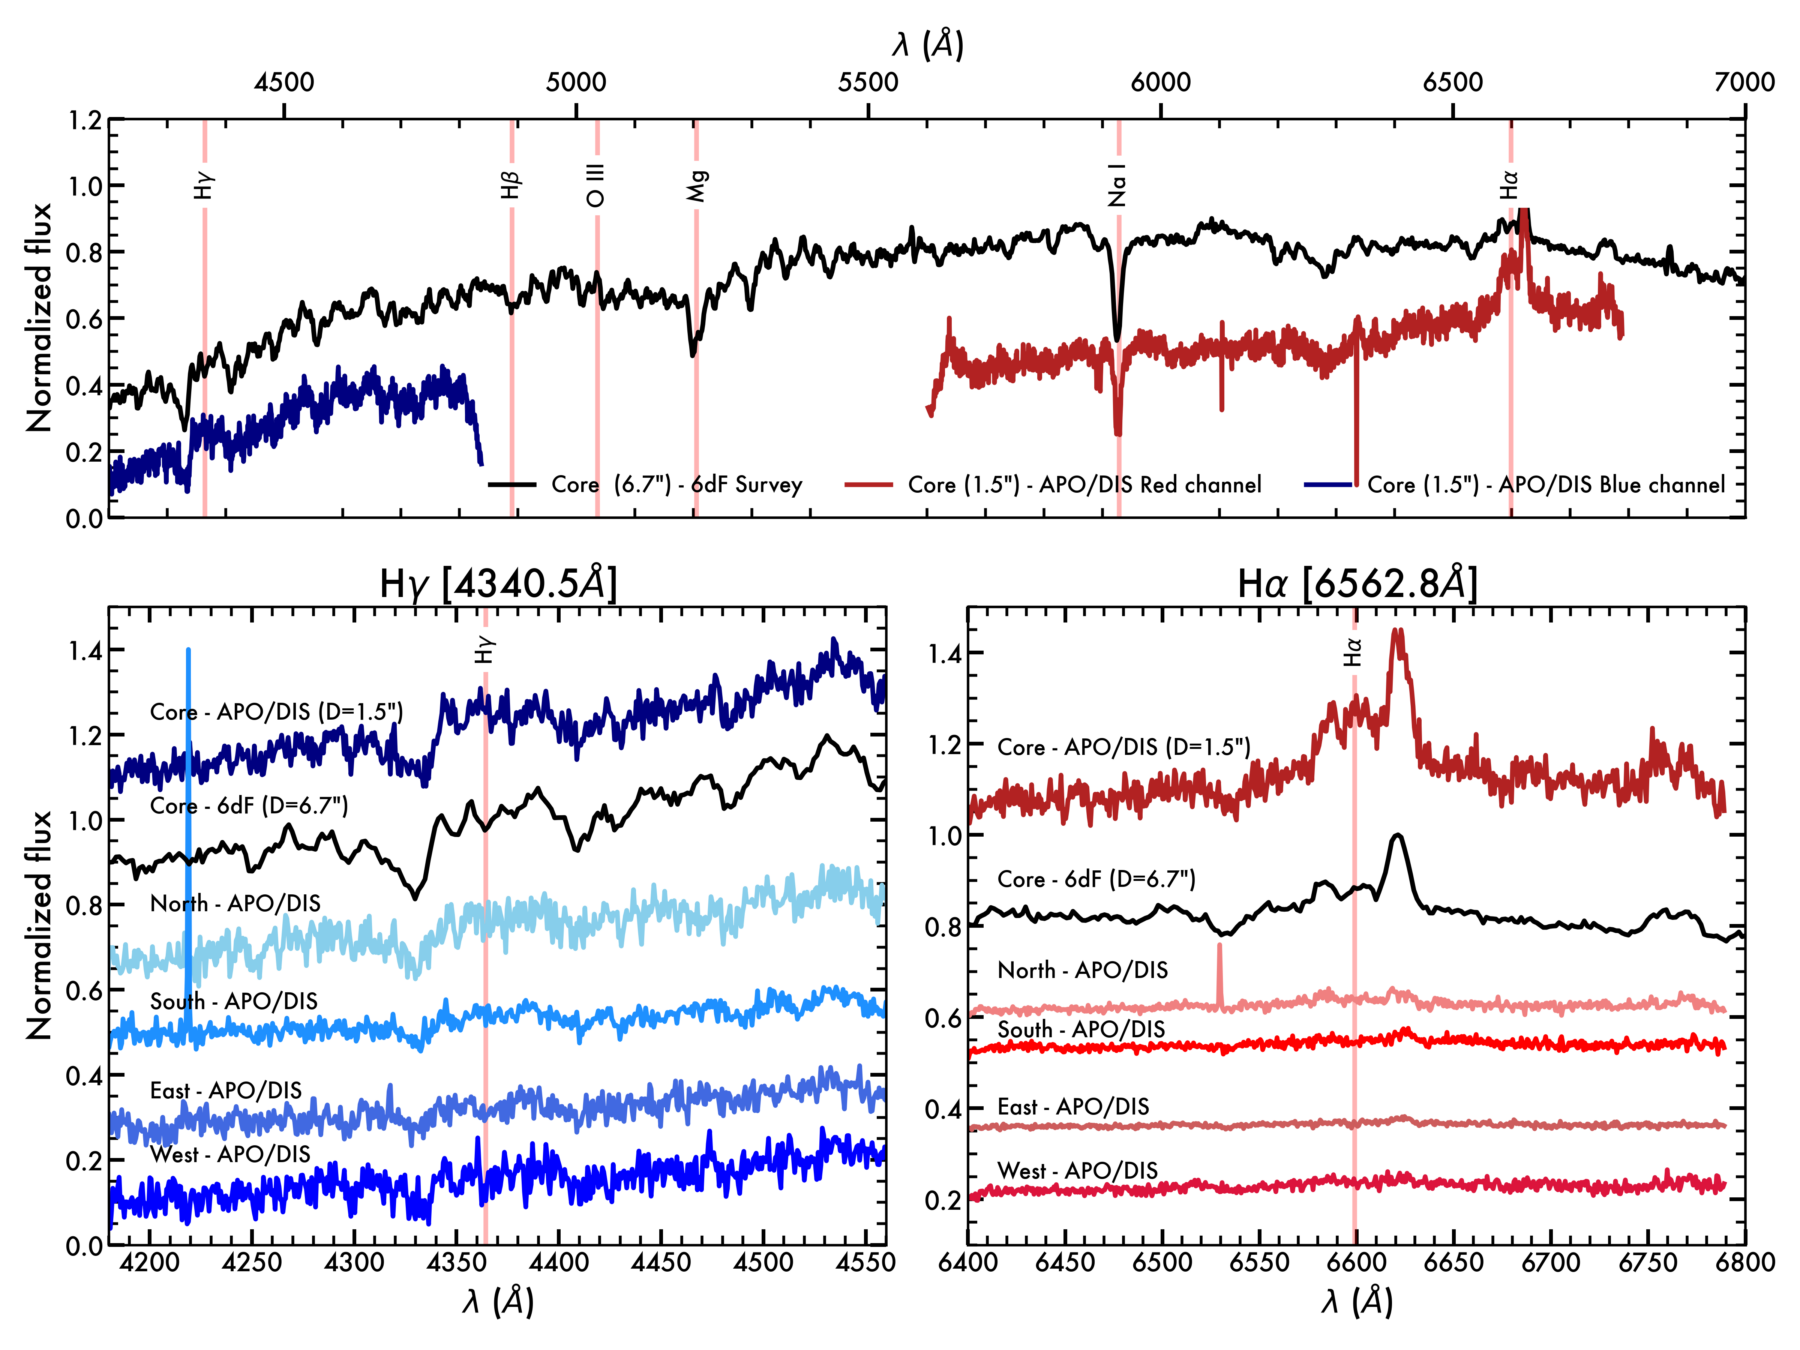 λ (Å)
4500 5000 5500 6000 6500 7000
1.2
1.0
0.8
0.6
0.4
0.2
0.0
Normalized flux
Hγ
Hβ
O III
Mg
Na I
Hα
Core (6.7") - 6dF Survey
Core (1.5") - APO/DIS Red channel
Core (1.5") - APO/DIS Blue channel
Hγ [4340.5Å]
Hγ
1.4
1.2
1.0
0.8
0.6
0.4
0.2
0.0
Normalized flux
Core - APO/DIS (D=1.5")
Core - 6dF (D=6.7")
North - APO/DIS
South - APO/DIS
East - APO/DIS
West - APO/DIS
4200 4250 4300 4350 4400 4450 4500 4550
λ (Å)
Hα [6562.8Å]
Hα
1.4
1.2
1.0
0.8
0.6
0.4
0.2
Core - APO/DIS (D=1.5")
Core - 6dF (D=6.7")
North - APO/DIS
South - APO/DIS
East - APO/DIS
West - APO/DIS
6400 6450 6500 6550 6600 6650 6700 6750 6800
λ (Å)